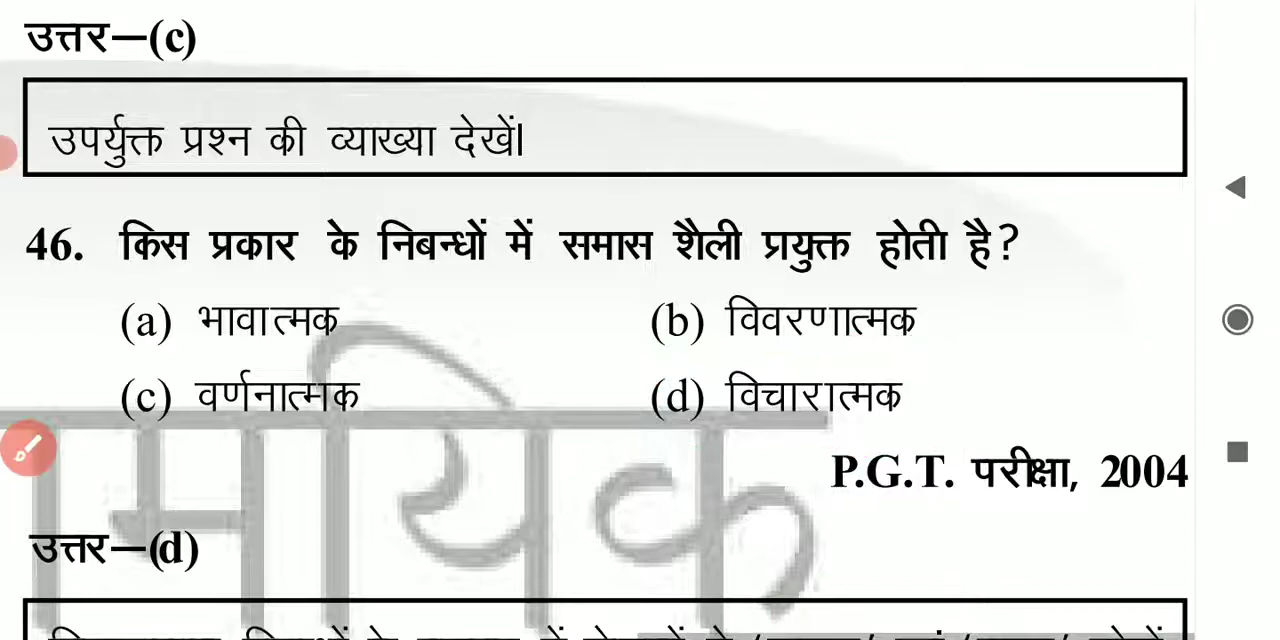 उत्तर—(c)
उपर्युक्त प्रश्न की व्याख्या देखें।
46. किस प्रकार के निबन्धों में समास शैली प्रयुक्त होती है?
(a) भावात्मक (b) विवरणात्मक
(c) वर्णनात्मक (d) विचारात्मक
P.G.T. परीक्षा, 2004
उत्तर—(d)